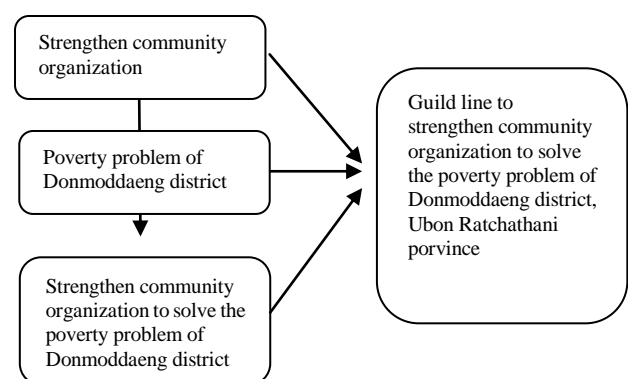 Strengthen community
organization
Poverty problem of
Donmoddaeng district
Strengthen community
organization to solve the
poverty problem of
Donmoddaeng district
Guild line to
strengthen community
organization to solve
the poverty problem of
Donmoddaeng district,
Ubon Ratchathani
porvince